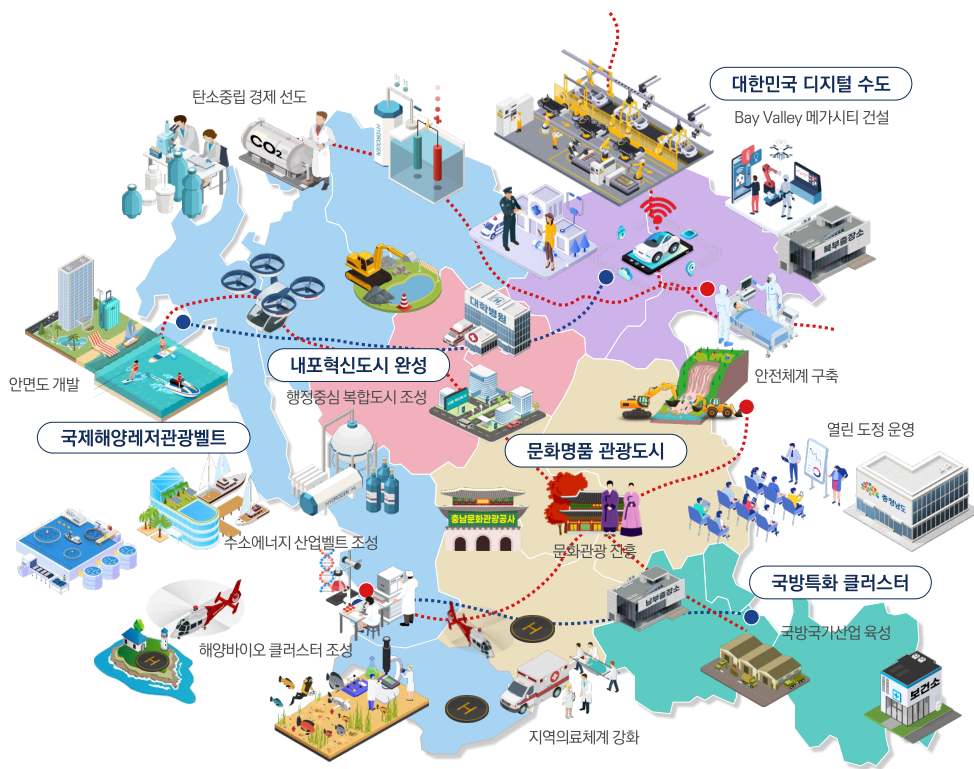 대한민국 디지털 수도
Bay Valley 메가시티 건설
탄소중립 경제 선도
CO₂
HYDROGEN
북부출장소
대학병원
내포혁신도시 완성
행정중심 복합도시 조성
안면도 개발
안전체계 구축
국제해양레저관광벨트
문화명품 관광도시
열린 도정 운영
충청남도
HYDROGEN
충남문화관광공사
수소에너지 산업벨트 조성
문화관광 진흥
국방특화 클러스터
남부출장소
국방국가산업 육성
H
H
해양바이오 클러스터 조성
보건소
H
지역의료체계 강화